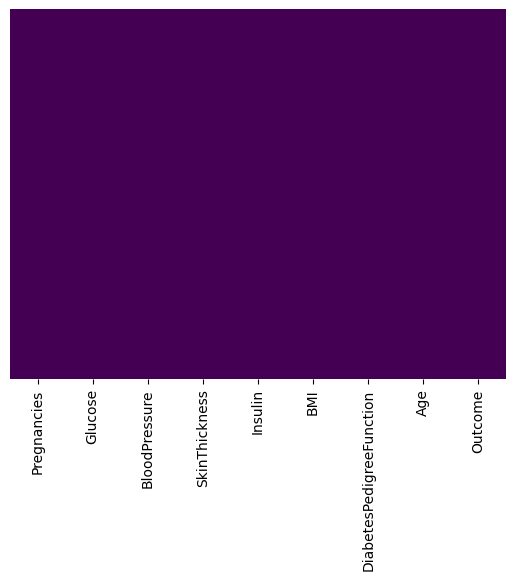 Pregnancies
Glucose
BloodPressure
SkinThickness
Insulin
BMI
DiabetesPedigreeFunction
Age
Outcome